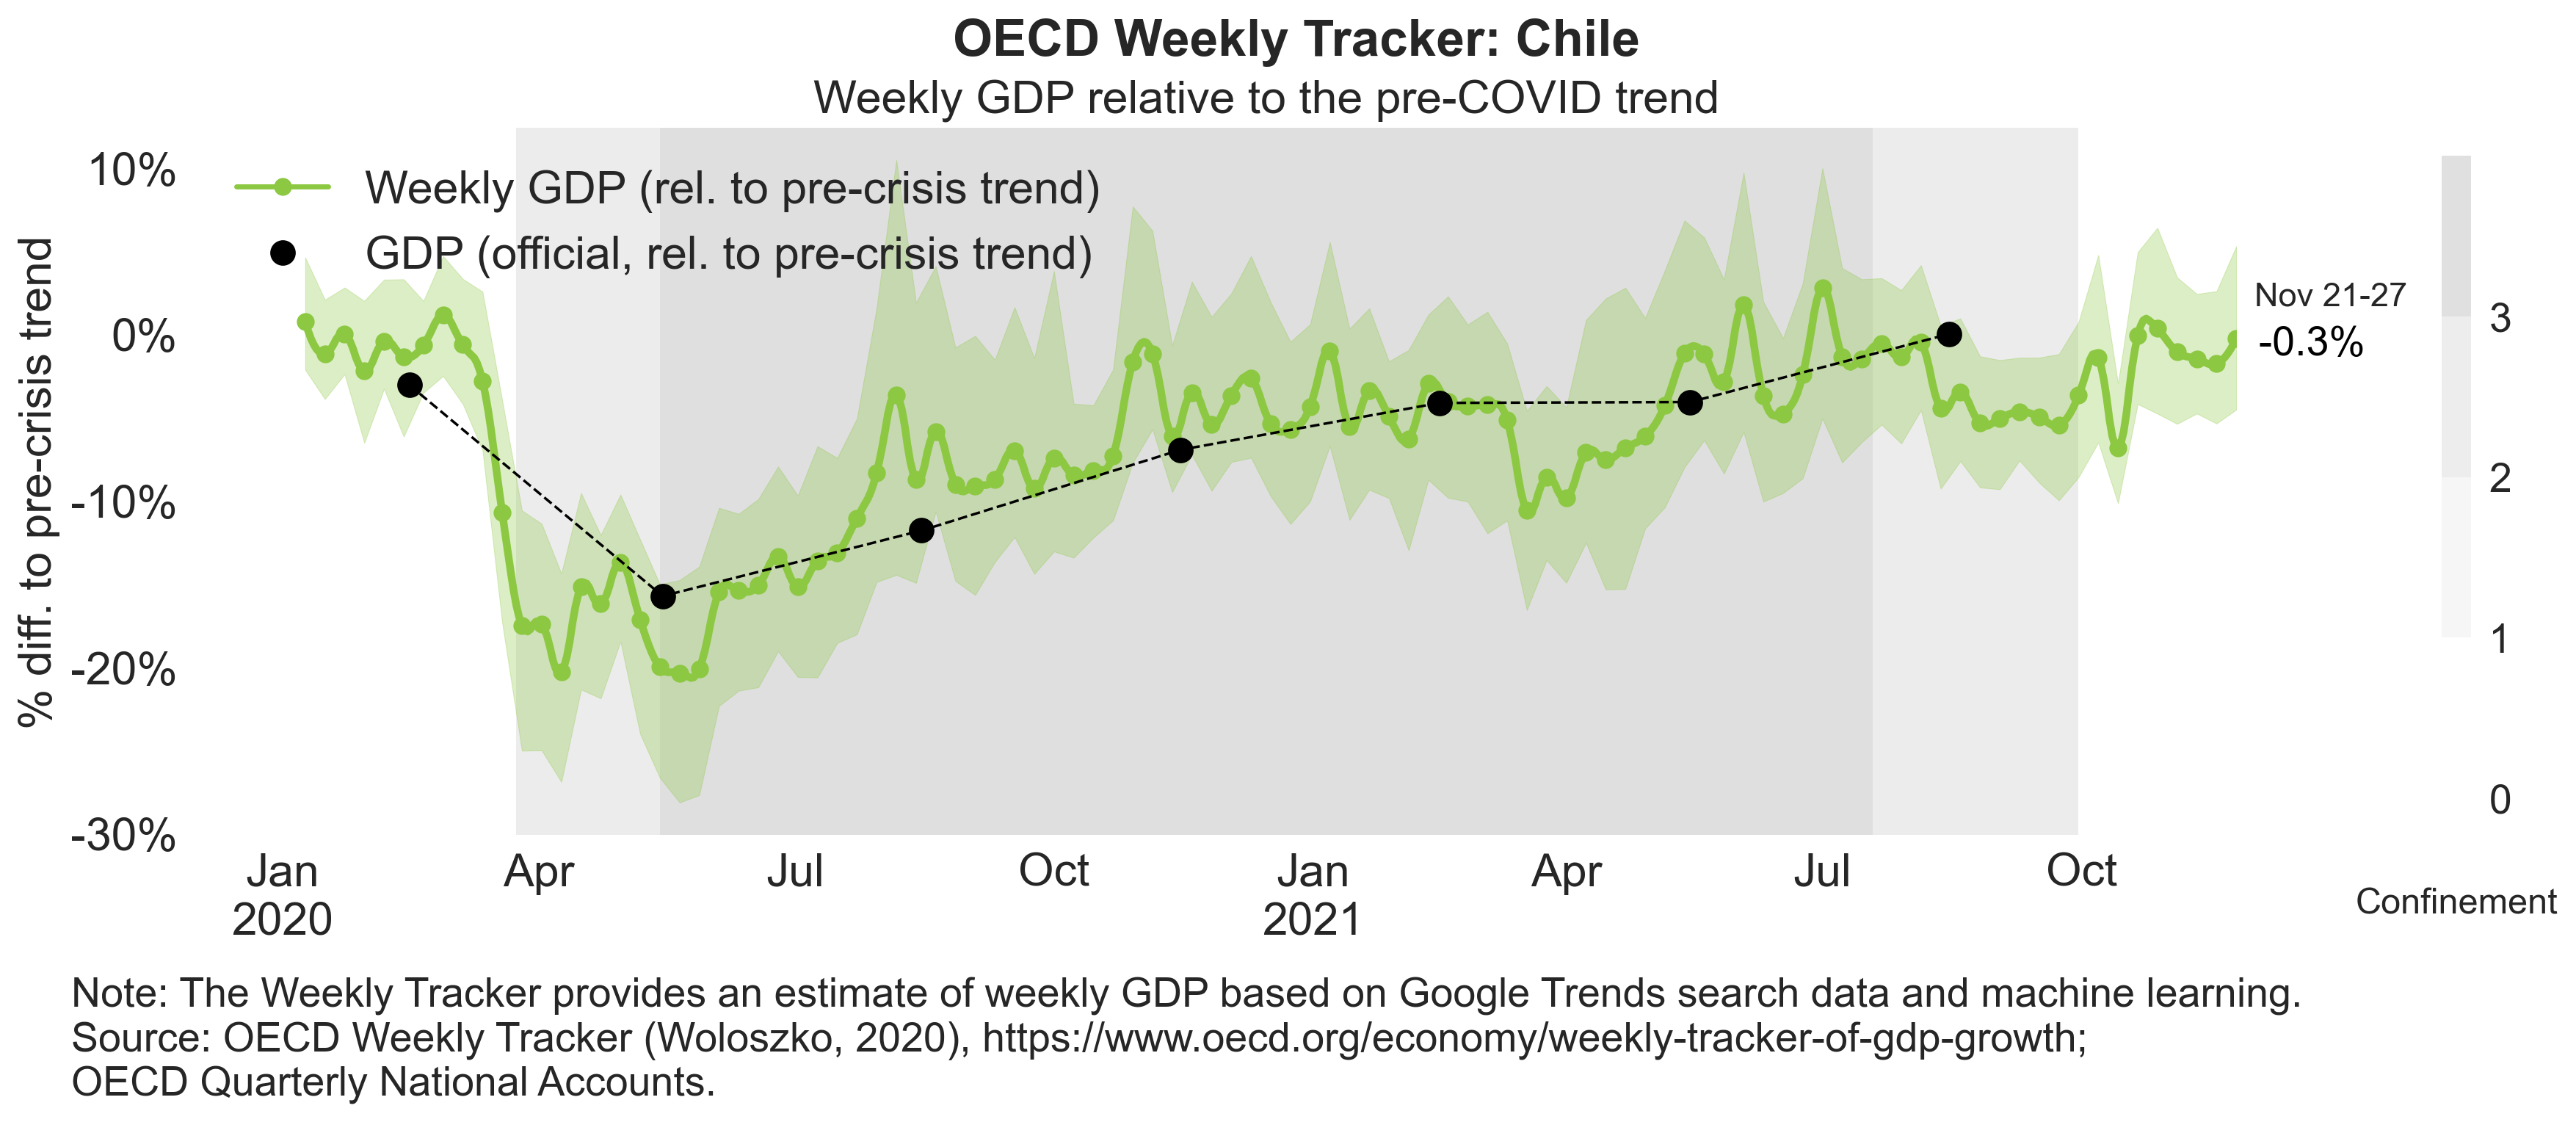 OECD Weekly Tracker: Chile
Weekly GDP relative to the pre-COVID trend
% diff. to pre-crisis trend
10%
0%
-10%
-20%
-30%
Weekly GDP (rel. to pre-crisis trend)
GDP (official, rel. to pre-crisis trend)
Nov 21-27
-0.3%
3
2
1
0
Confinement
Jan Apr Jul Oct Jan Apr Jul Oct
2020 2021
Note: The Weekly Tracker provides an estimate of weekly GDP based on Google Trends search data and machine learning.
Source: OECD Weekly Tracker (Woloszko, 2020), https://www.oecd.org/economy/weekly-tracker-of-gdp-growth;
OECD Quarterly National Accounts.